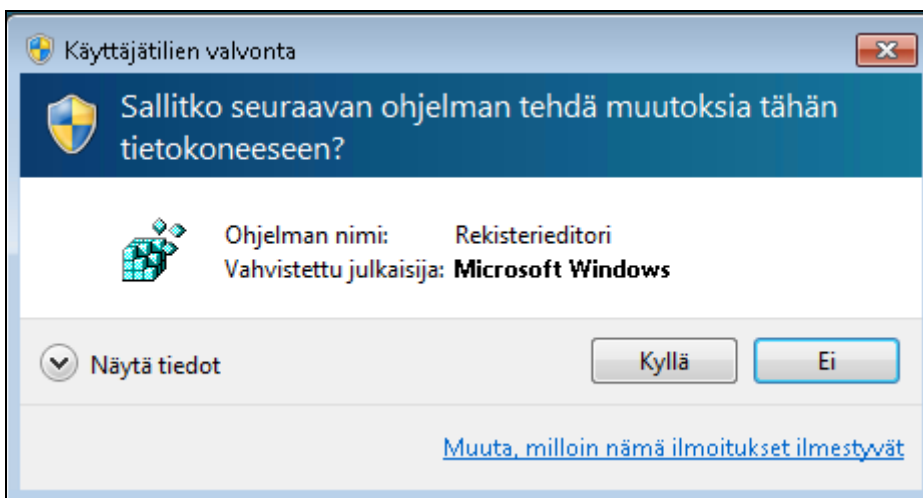 Käyttäjätilien valvonta
Sallitko seuraavan ohjelman tehdä muutoksia tähän
tietokoneeseen?
Ohjelman nimi: Rekisterieditori
Vahvistettu julkaisija: Microsoft Windows
Näytä tiedot
Kyllä
Ei
Muuta, milloin nämä ilmoitukset ilmestyvät